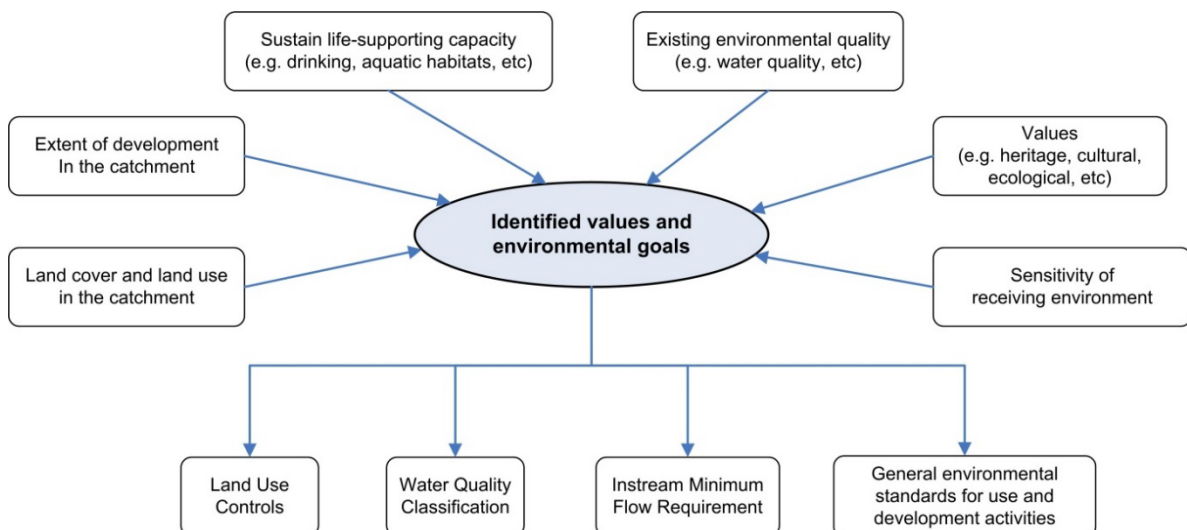 Sustain life-supporting capacity
(e.g. drinking, aquatic habitats, etc)
Existing environmental quality
(e.g. water quality, etc)
Extent of development
In the catchment
Values
(e.g. heritage, cultural,
ecological, etc)
Identified values and
environmental goals
Land cover and land use
in the catchment
Sensitivity of
receiving environment
Land Use
Controls
Water Quality
Classification
Instream Minimum
Flow Requirement
General environmental
standards for use and
development activities